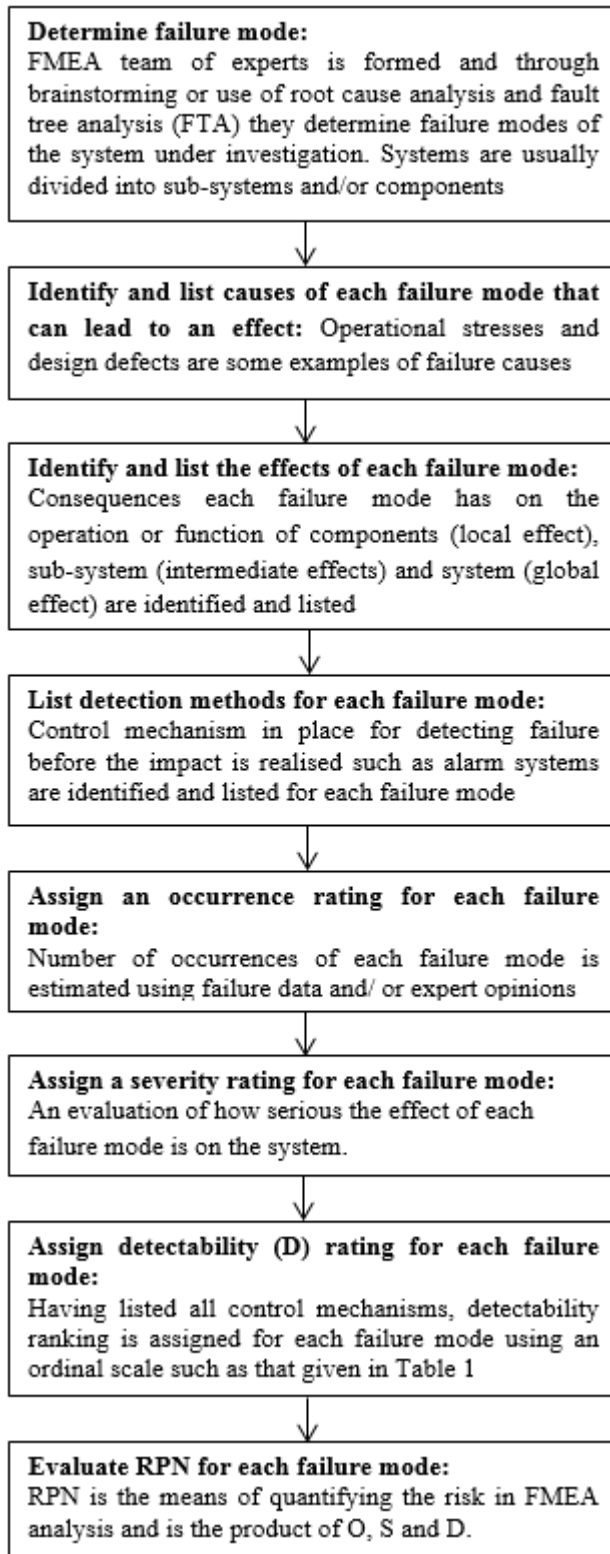 Determine failure mode:
FMEA team of experts is formed and through
brainstorming or use of root cause analysis and fault
tree analysis (FTA) they determine failure modes of
the system under investigation. Systems are usually
divided into sub-systems and/or components
Identify and list causes of each failure mode that
can lead to an effect: Operational stresses and
design defects are some examples of failure causes
Identify and list the effects of each failure mode:
Consequences each failure mode has on the
operation or function of components (local effect),
sub-system (intermediate effects) and system (global
effect) are identified and listed
List detection methods for each failure mode:
Control mechanism in place for detecting failure
before the impact is realised such as alarm systems
are identified and listed for each failure mode
Assign an occurrence rating for each failure
mode:
Number of occurrences of each failure mode is
estimated using failure data and/ or expert opinions
Assign a severity rating for each failure mode:
An evaluation of how serious the effect of each
failure mode is on the system.
Assign detectability (D) rating for each failure
mode:
Having listed all control mechanisms, detectability
ranking is assigned for each failure mode using an
ordinal scale such as that given in Table 1
Evaluate RPN for each failure mode:
RPN is the means of quantifying the risk in FMEA
analysis and is the product of O, S and D.